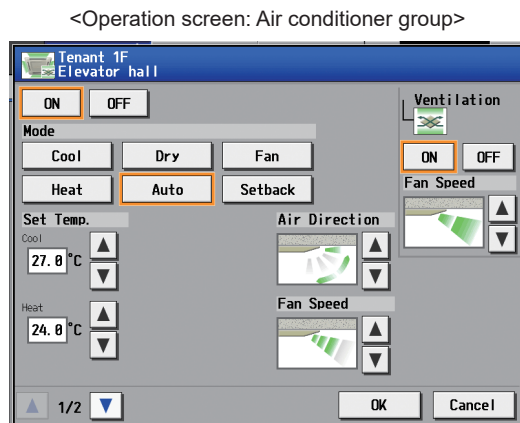 <Operation screen: Air conditioner group>
Tenant 1F
Elevator hall
ON OFF
Mode
Cool Dry Fan
Heat Auto Setback
Set Temp.
Cool
27.0 °C
Heat
24.0 °C
Air Direction
Fan Speed
Ventilation
ON OFF
Fan Speed
1/2
OK Cancel